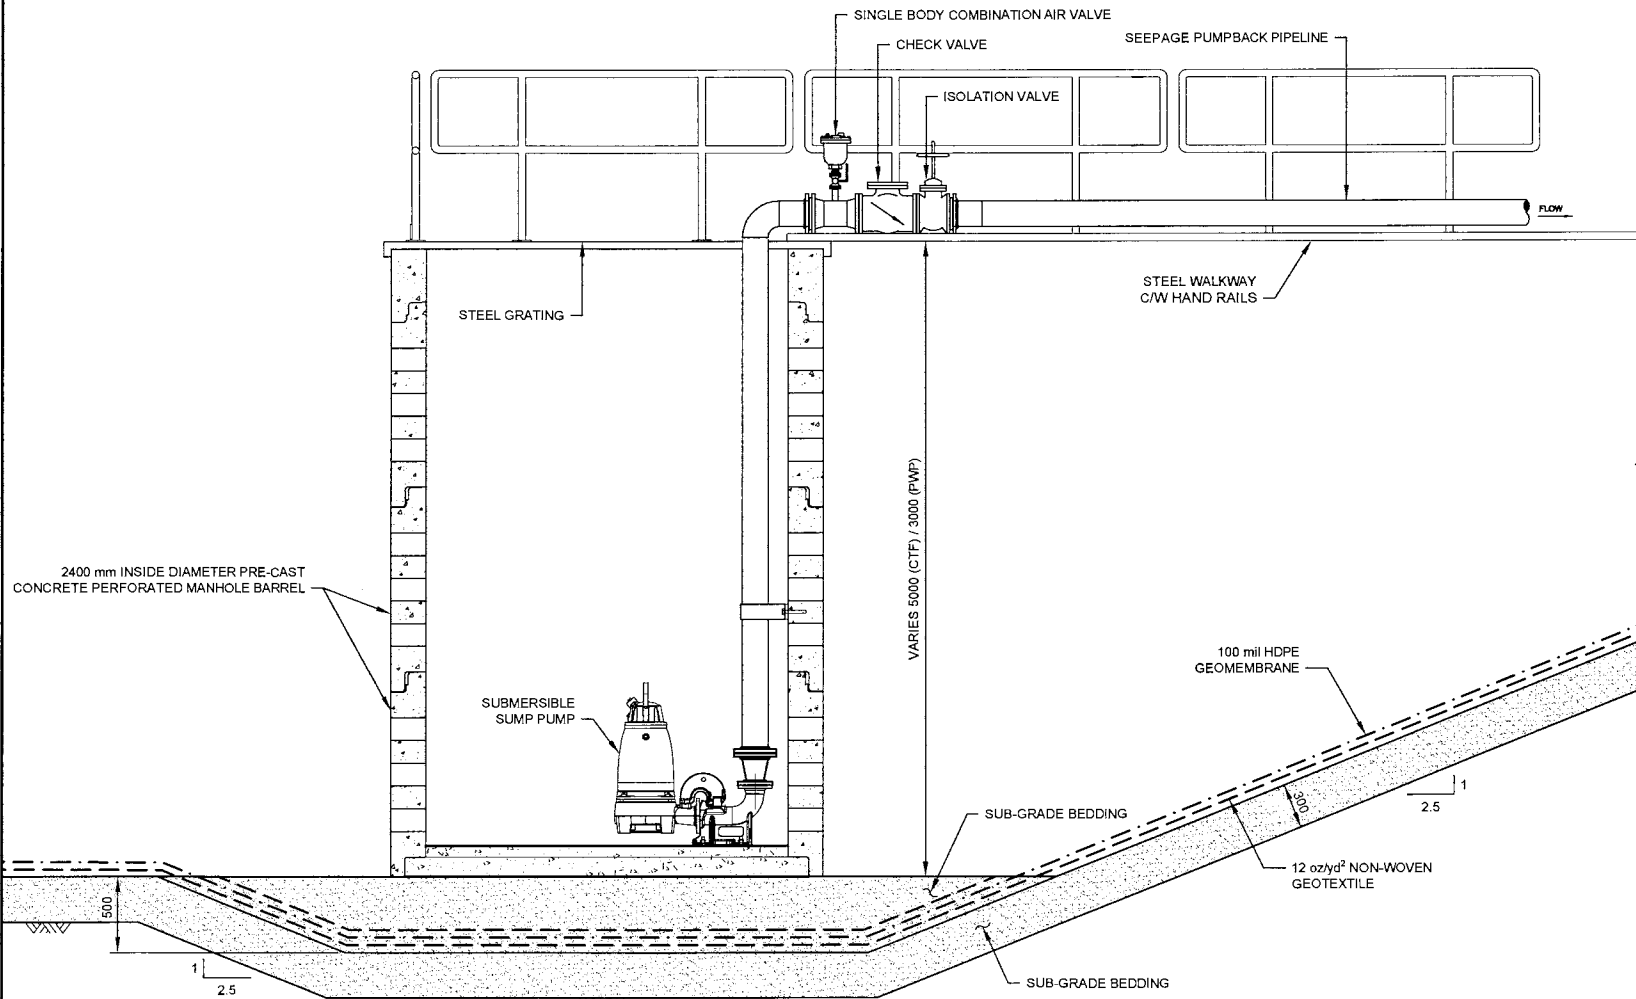 SINGLE BODY COMBINATION AIR VALVE
CHECK VALVE
SEEPAGE PUMPBACK PIPELINE
ISOLATION VALVE
FLOW
STEEL WALKWAY
C/W HAND RAILS
STEEL GRATING
VARIES 5000 (CTF) / 3000 (PWP)
2400 mm INSIDE DIAMETER PRE-CAST
CONCRETE PERFORATED MANHOLE BARREL
100 mil HDPE
GEOMEMBRANE
SUBMERSIBLE
SUMP PUMP
1
2.5
300
SUB-GRADE BEDDING
12 oz/yd² NON-WOVEN
GEOTEXTILE
500
1
2.5
SUB-GRADE BEDDING